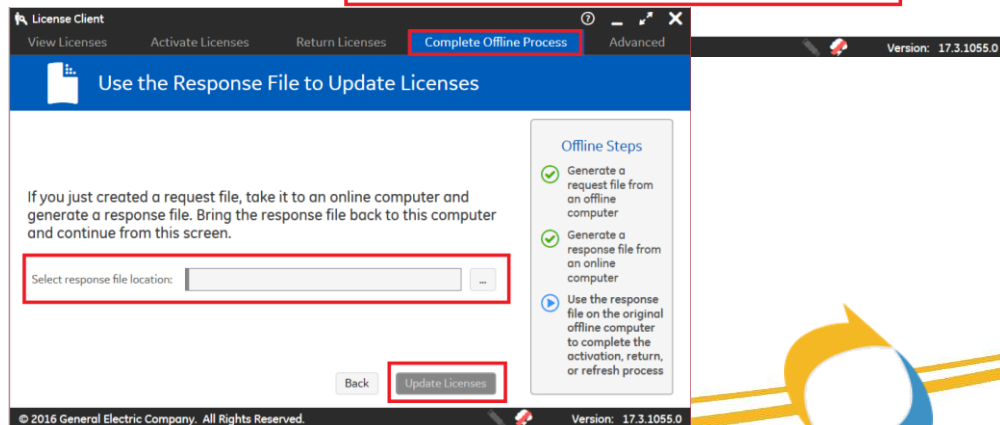 License Client
View Licenses Activate Licenses Return Licenses Complete Offline Process Advanced
Version: 17.3.1055.0
Use the Response File to Update Licenses
If you just created a request file, take it to an online computer and
generate a response file. Bring the response file back to this computer
and continue from this screen.
Select response file location:
...
Back
Update Licenses
Offline Steps
Generate a
request file from
an offline
computer
Generate a
response file from
an online
computer
Use the response
file on the original
offline computer
to complete the
activation, return,
or refresh process
© 2016 General Electric Company. All Rights Reserved.
Version: 17.3.1055.0